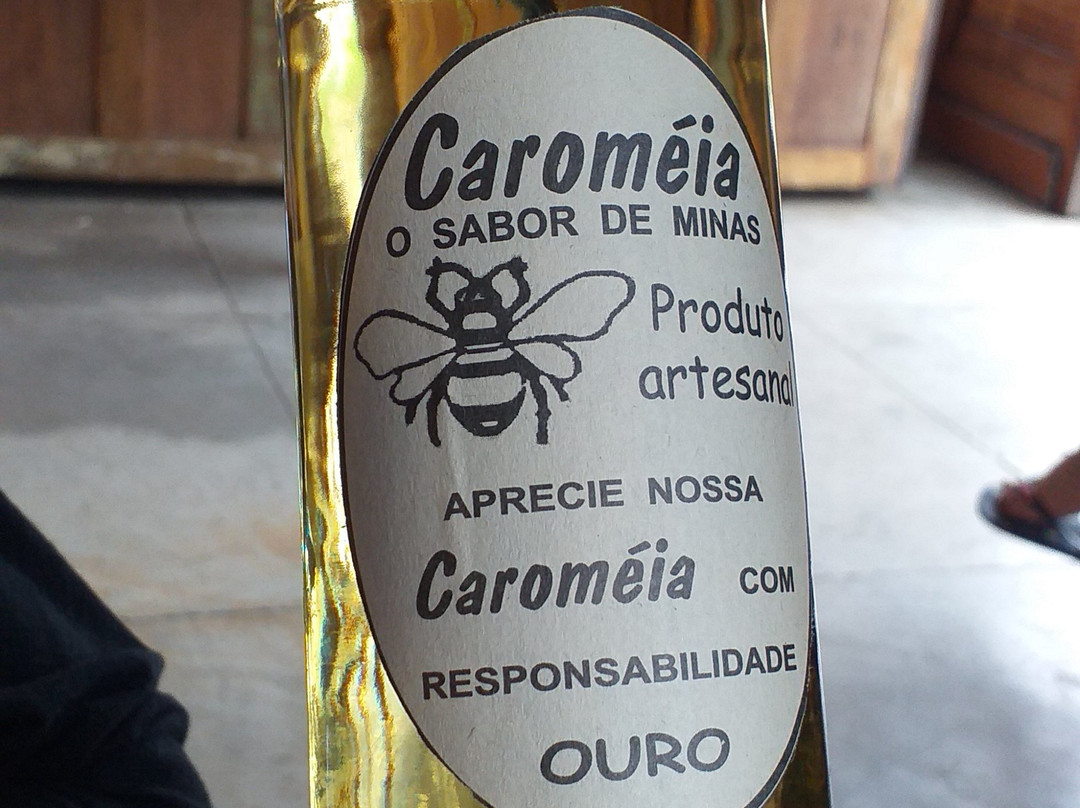 Caroméia
O SABOR DE MINAS
Produto
artesanal
APRECIE NOSSA
Caroméia COM
RESPONSABILIDADE
OURO